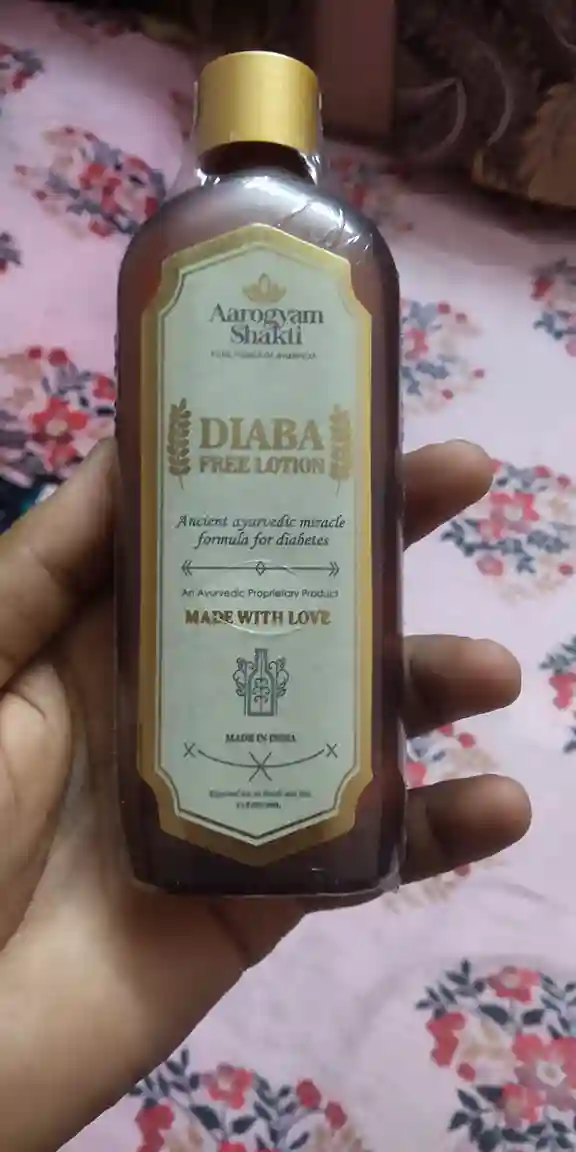 Aarogyam
Shakti
DIABA
FREE LOTION
Ancient ayurvedic miracle
formula for diabetes
An Ayurvedic Proprietary Product
MADE WITH LOVE
MADE IN INDIA